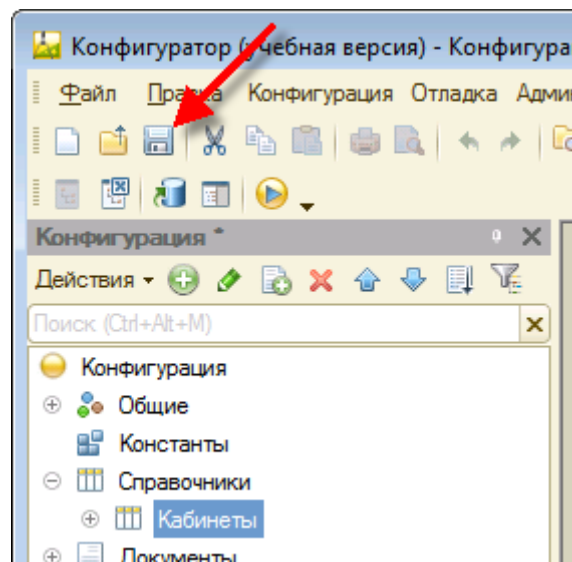 Конфигуратор (учебная версия) - Конфигура
Файл Правка Конфигурация Отладка Адми
Конфигурация *
Действия
Поиск (Ctrl+Alt+M)
Конфигурация
Общие
Константы
Справочники
Кабинеты
Документы